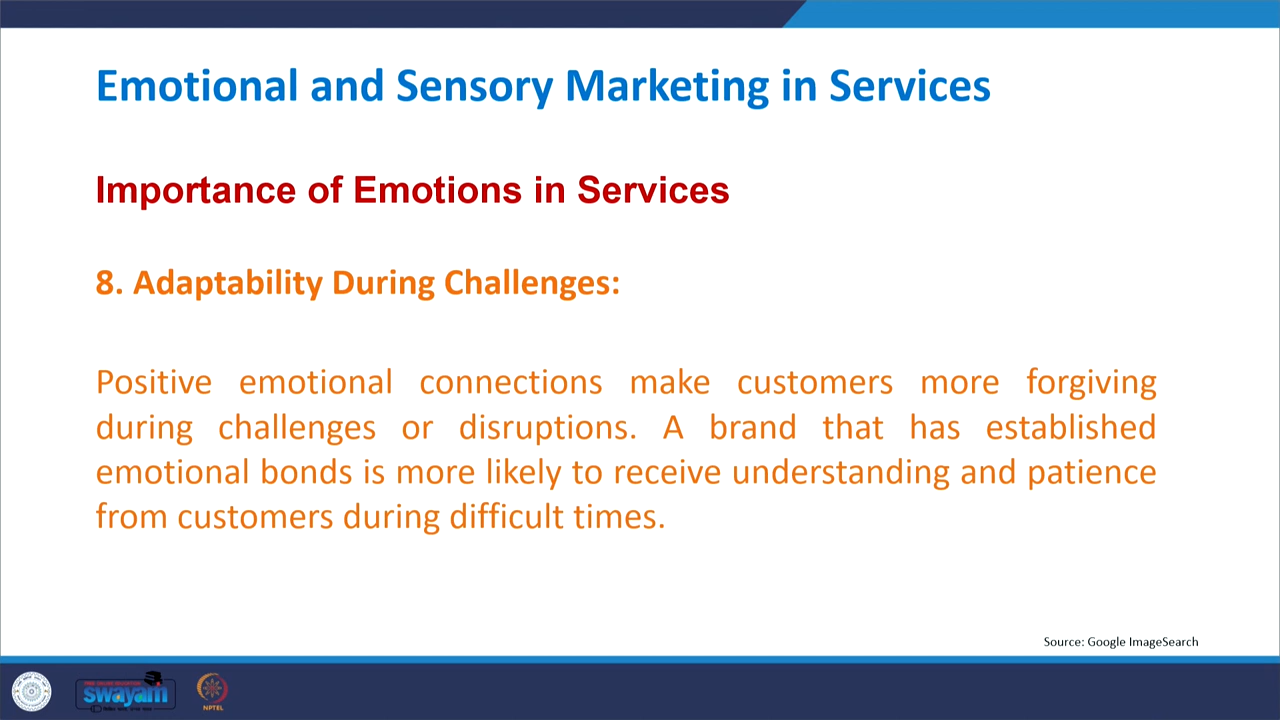 Emotional and Sensory Marketing in Services
Importance of Emotions in Services
8. Adaptability During Challenges:
Positive emotional connections make customers more forgiving
during challenges or disruptions. A brand that has established
emotional bonds is more likely to receive understanding and patience
from customers during difficult times.
Source: Google ImageSearch
swayam
NPTEL